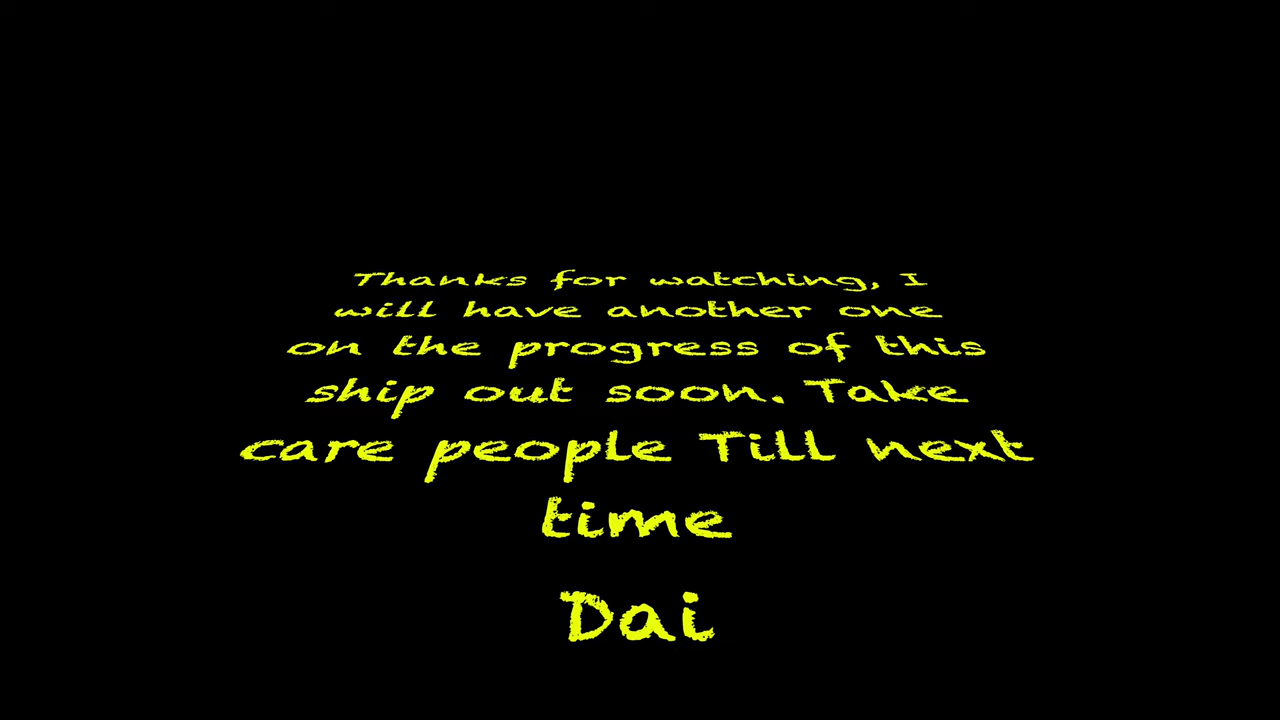 Thanks for watching, I
will have another one
on the progress of this
ship out soon. Take
care people Till next
time
Dai